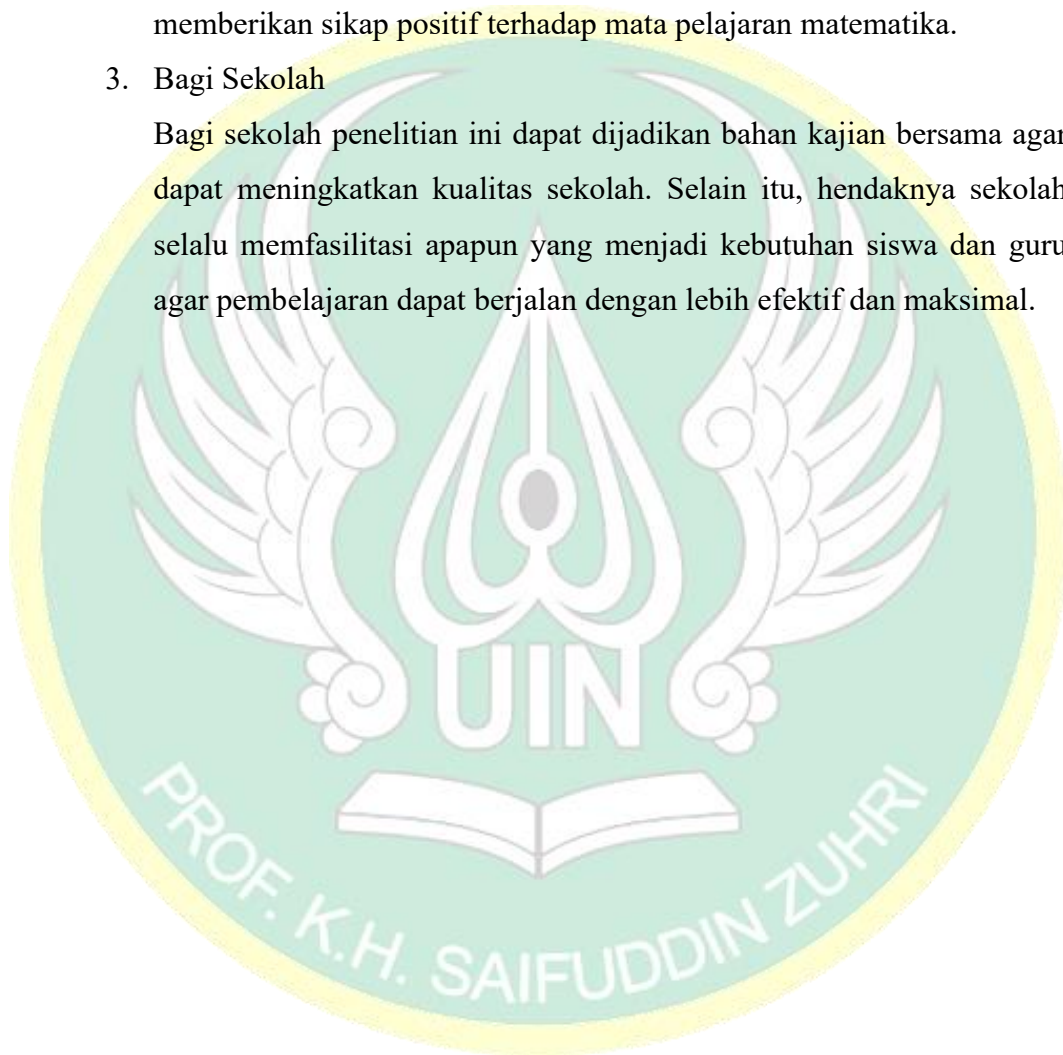 memberikan sikap positif terhadap mata pelajaran matematika.
3. Bagi Sekolah
Bagi sekolah penelitian ini dapat dijadikan bahan kajian bersama agar
dapat meningkatkan kualitas sekolah. Selain itu, hendaknya sekolah
selalu memfasilitasi apapun yang menjadi kebutuhan siswa dan guru
agar pembelajaran dapat berjalan dengan lebih efektif dan maksimal.
UIN
PROF. K.H. SAIFUDDIN ZUHRI